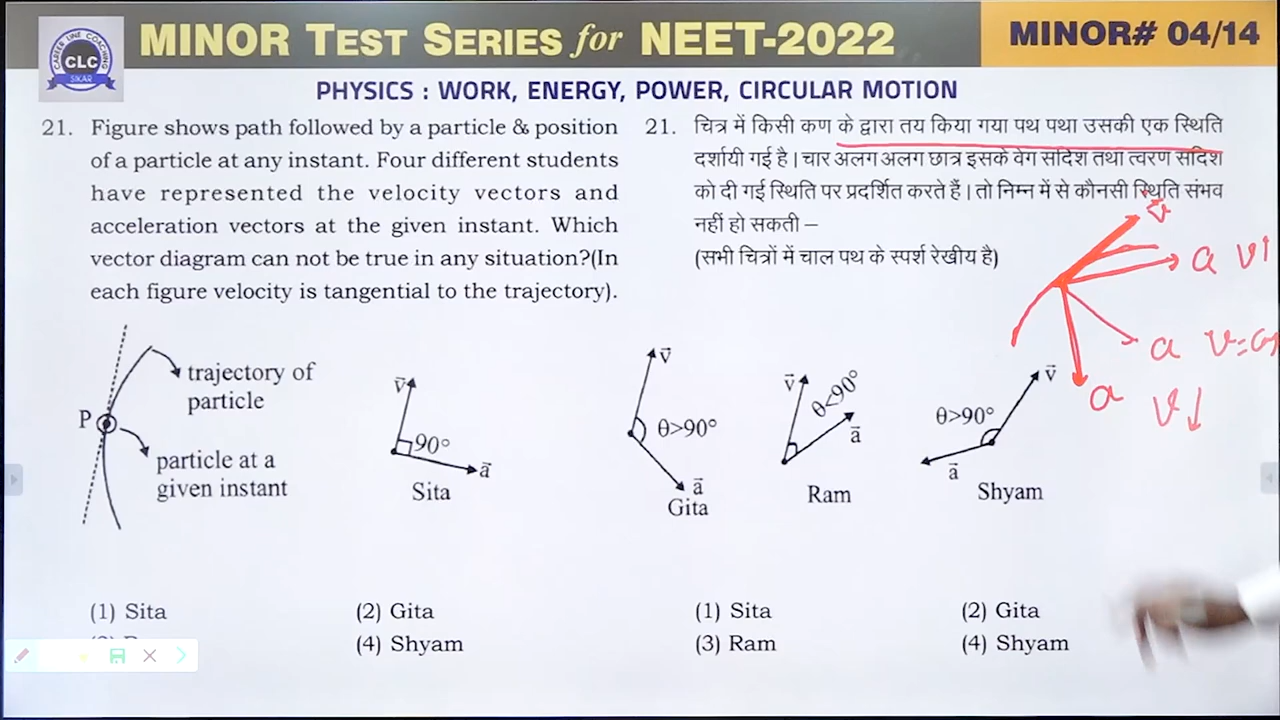 CAREER LINE COACHING
CLC
SIKAR
MINOR TEST SERIES for NEET-2022
MINOR# 04/14
PHYSICS : WORK, ENERGY, POWER, CIRCULAR MOTION
21. Figure shows path followed by a particle & position
of a particle at any instant. Four different students
have represented the velocity vectors and
acceleration vectors at the given instant. Which
vector diagram can not be true in any situation?(In
each figure velocity is tangential to the trajectory).
21. चित्र में किसी कण के द्वारा तय किया गया पथ पथा उसकी एक स्थिति
दर्शायी गई है। चार अलग अलग छात्र इसके वेग सदिश तथा त्वरण सदिश
को दी गई स्थिति पर प्रदर्शित करते हैं। तो निम्न में से कौनसी स्थिति संभव
नहीं हो सकती –
(सभी चित्रों में चाल पथ के स्पर्श रेखीय है)
v⃗
a v↑
a v=
a v↓
trajectory of
particle
P
particle at a
given instant
v⃗
90°
a⃗
Sita
v⃗
θ>90°
a⃗
Gita
v⃗
θ<90°
a⃗
Ram
v⃗
θ>90°
a⃗
Shyam
(1) Sita
(2) Gita
(4) Shyam
(1) Sita
(2) Gita
(3) Ram
(4) Shyam